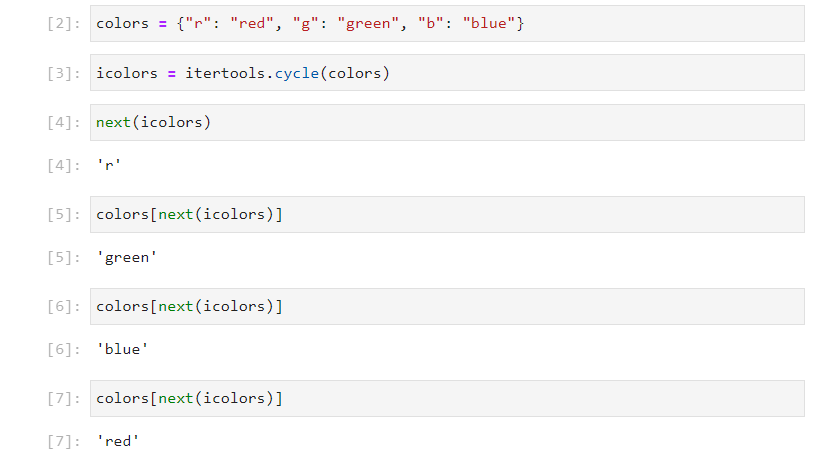 [2]: colors = {"r": "red", "g": "green", "b": "blue"}
[3]: icolors = itertools.cycle(colors)
[4]: next(icolors)
[4]: 'r'
[5]: colors[next(icolors)]
[5]: 'green'
[6]: colors[next(icolors)]
[6]: 'blue'
[7]: colors[next(icolors)]
[7]: 'red'